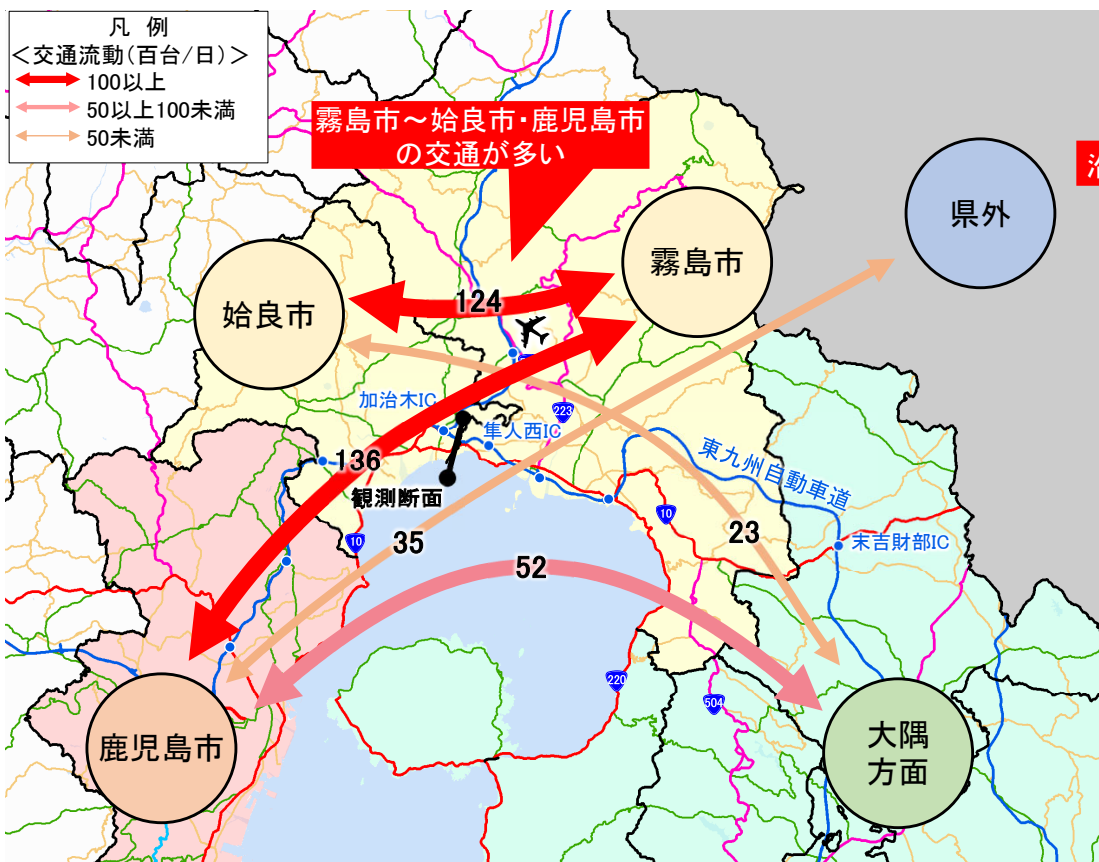 凡 例
＜交通流動(百台/日)＞
100以上
50以上100未満
50未満
霧島市～姶良市・鹿児島市
の交通が多い
県外
霧島市
姶良市
124
加治木IC
223
隼人西IC
136
観測断面
東九州自動車道
10
10
35
23
末吉財部IC
52
220
504
鹿児島市
大隅
方面